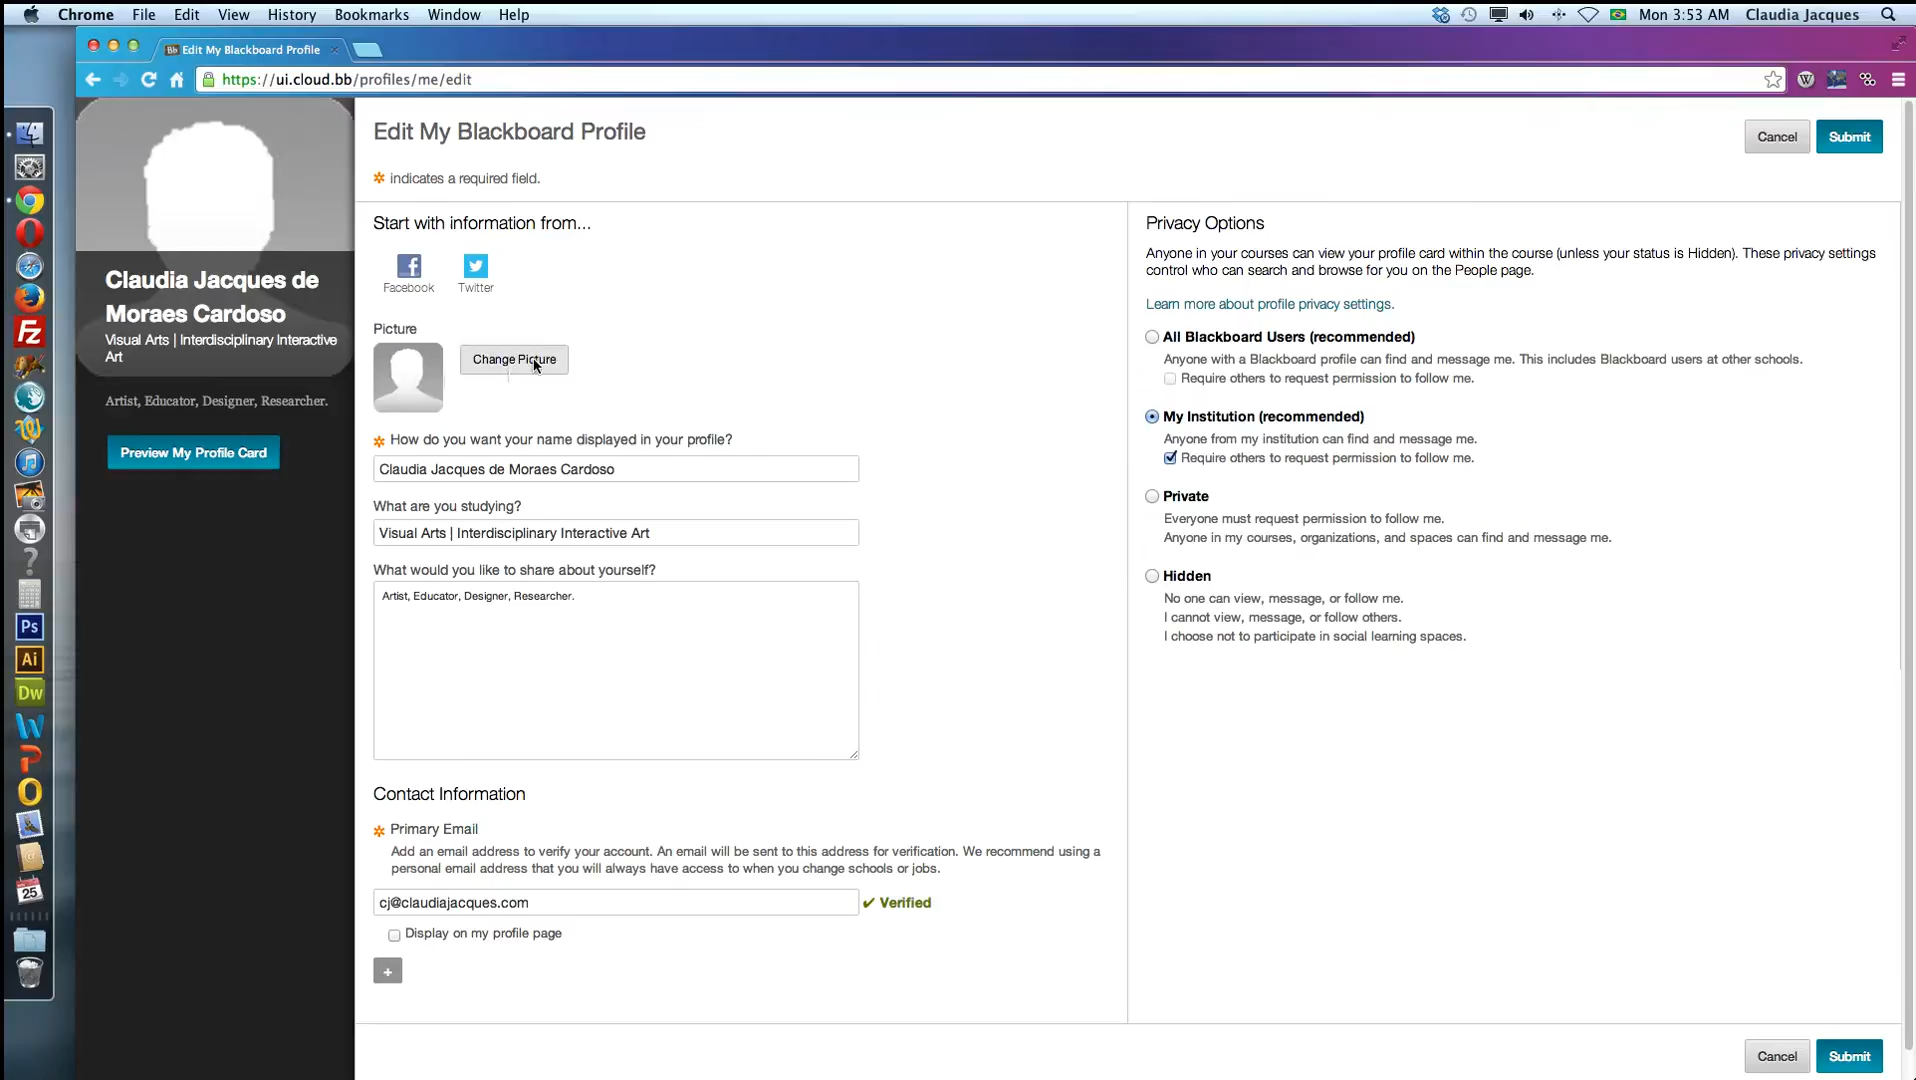 Chrome File Edit View History Bookmarks Window Help
Mon 3:53 AM Claudia Jacques
Bb Edit My Blackboard Profile
https://ui.cloud.bb/profiles/me/edit
W
Claudia Jacques de
Moraes Cardoso
Visual Arts | Interdisciplinary Interactive
Art
Artist, Educator, Designer, Researcher.
Preview My Profile Card
Edit My Blackboard Profile
Cancel Submit
✲ indicates a required field.
Start with information from...
Facebook Twitter
Picture
Change Picture
✲ How do you want your name displayed in your profile?
Claudia Jacques de Moraes Cardoso
What are you studying?
Visual Arts | Interdisciplinary Interactive Art
What would you like to share about yourself?
Artist, Educator, Designer, Researcher.
Contact Information
✲ Primary Email
Add an email address to verify your account. An email will be sent to this address for verification. We recommend using a
personal email address that you will always have access to when you change schools or jobs.
cj@claudiajacques.com ✔ Verified
Display on my profile page
+
Privacy Options
Anyone in your courses can view your profile card within the course (unless your status is Hidden). These privacy settings
control who can search and browse for you on the People page.
Learn more about profile privacy settings.
All Blackboard Users (recommended)
Anyone with a Blackboard profile can find and message me. This includes Blackboard users at other schools.
Require others to request permission to follow me.
My Institution (recommended)
Anyone from my institution can find and message me.
Require others to request permission to follow me.
Private
Everyone must request permission to follow me.
Anyone in my courses, organizations, and spaces can find and message me.
Hidden
No one can view, message, or follow me.
I cannot view, message, or follow others.
I choose not to participate in social learning spaces.
Cancel Submit
Fz
?
Ps
Ai
Dw
W
P
O
25